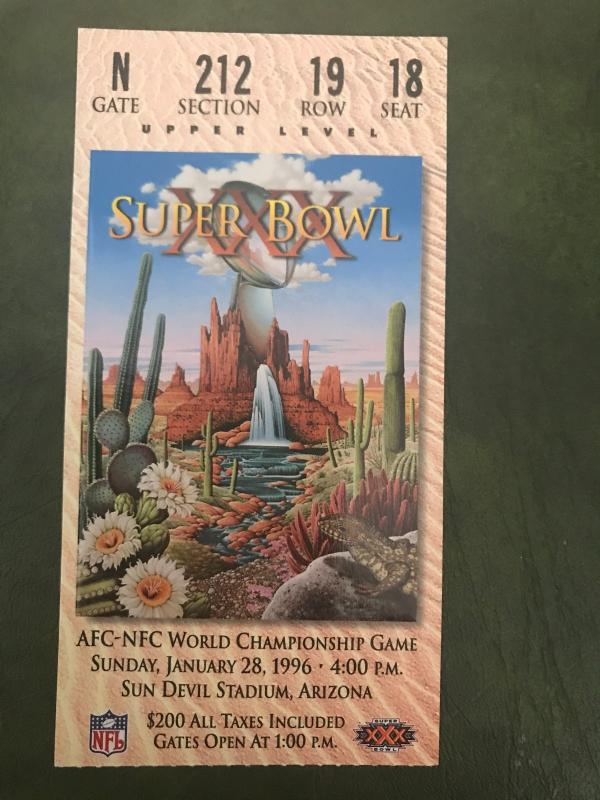 N 212 19 18
GATE SECTION ROW SEAT
UPPER LEVEL
XXX
SUPER BOWL
AFC-NFC WORLD CHAMPIONSHIP GAME
SUNDAY, JANUARY 28, 1996 · 4:00 P.M.
SUN DEVIL STADIUM, ARIZONA
$200 ALL TAXES INCLUDED
GATES OPEN AT 1:00 P.M.
NFL
SUPER
XXX
BOWL